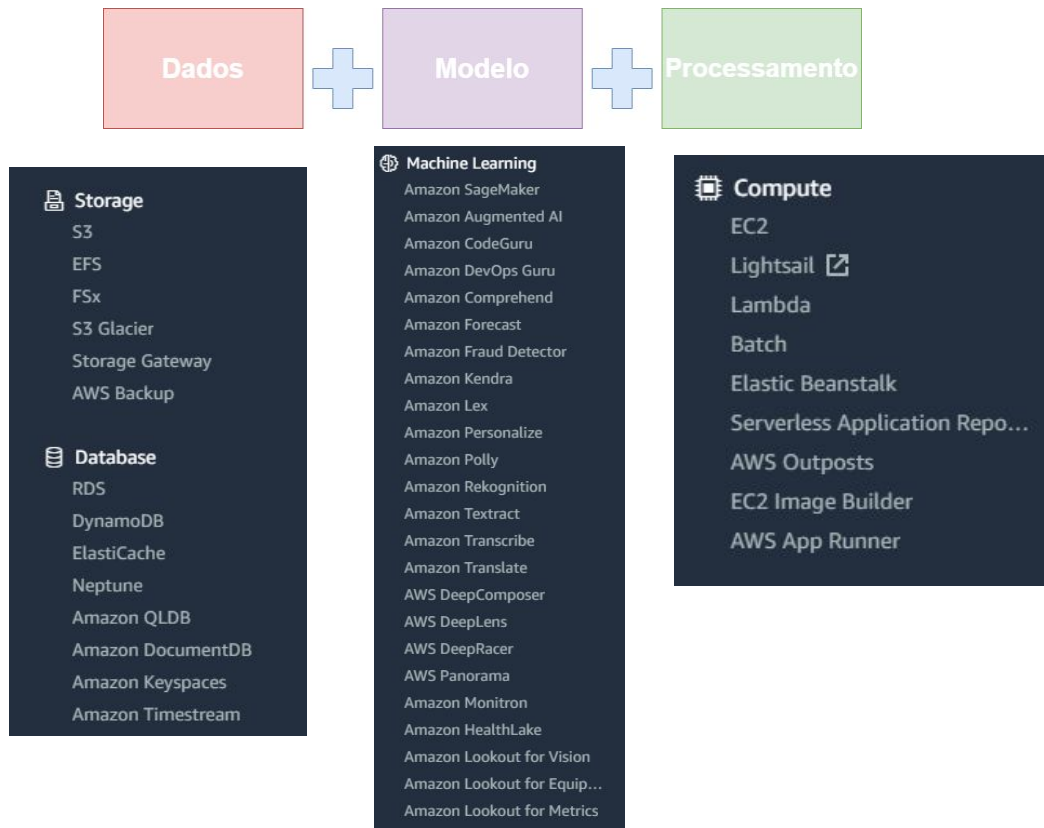 Dados
Modelo
Processamento
Storage
S3
EFS
FSx
S3 Glacier
Storage Gateway
AWS Backup
Database
RDS
DynamoDB
ElastiCache
Neptune
Amazon QLDB
Amazon DocumentDB
Amazon Keyspaces
Amazon Timestream
Machine Learning
Amazon SageMaker
Amazon Augmented AI
Amazon CodeGuru
Amazon DevOps Guru
Amazon Comprehend
Amazon Forecast
Amazon Fraud Detector
Amazon Kendra
Amazon Lex
Amazon Personalize
Amazon Polly
Amazon Rekognition
Amazon Textract
Amazon Transcribe
Amazon Translate
AWS DeepComposer
AWS DeepLens
AWS DeepRacer
AWS Panorama
Amazon Monitron
Amazon HealthLake
Amazon Lookout for Vision
Amazon Lookout for Equip...
Amazon Lookout for Metrics
Compute
EC2
Lightsail
Lambda
Batch
Elastic Beanstalk
Serverless Application Repo...
AWS Outposts
EC2 Image Builder
AWS App Runner